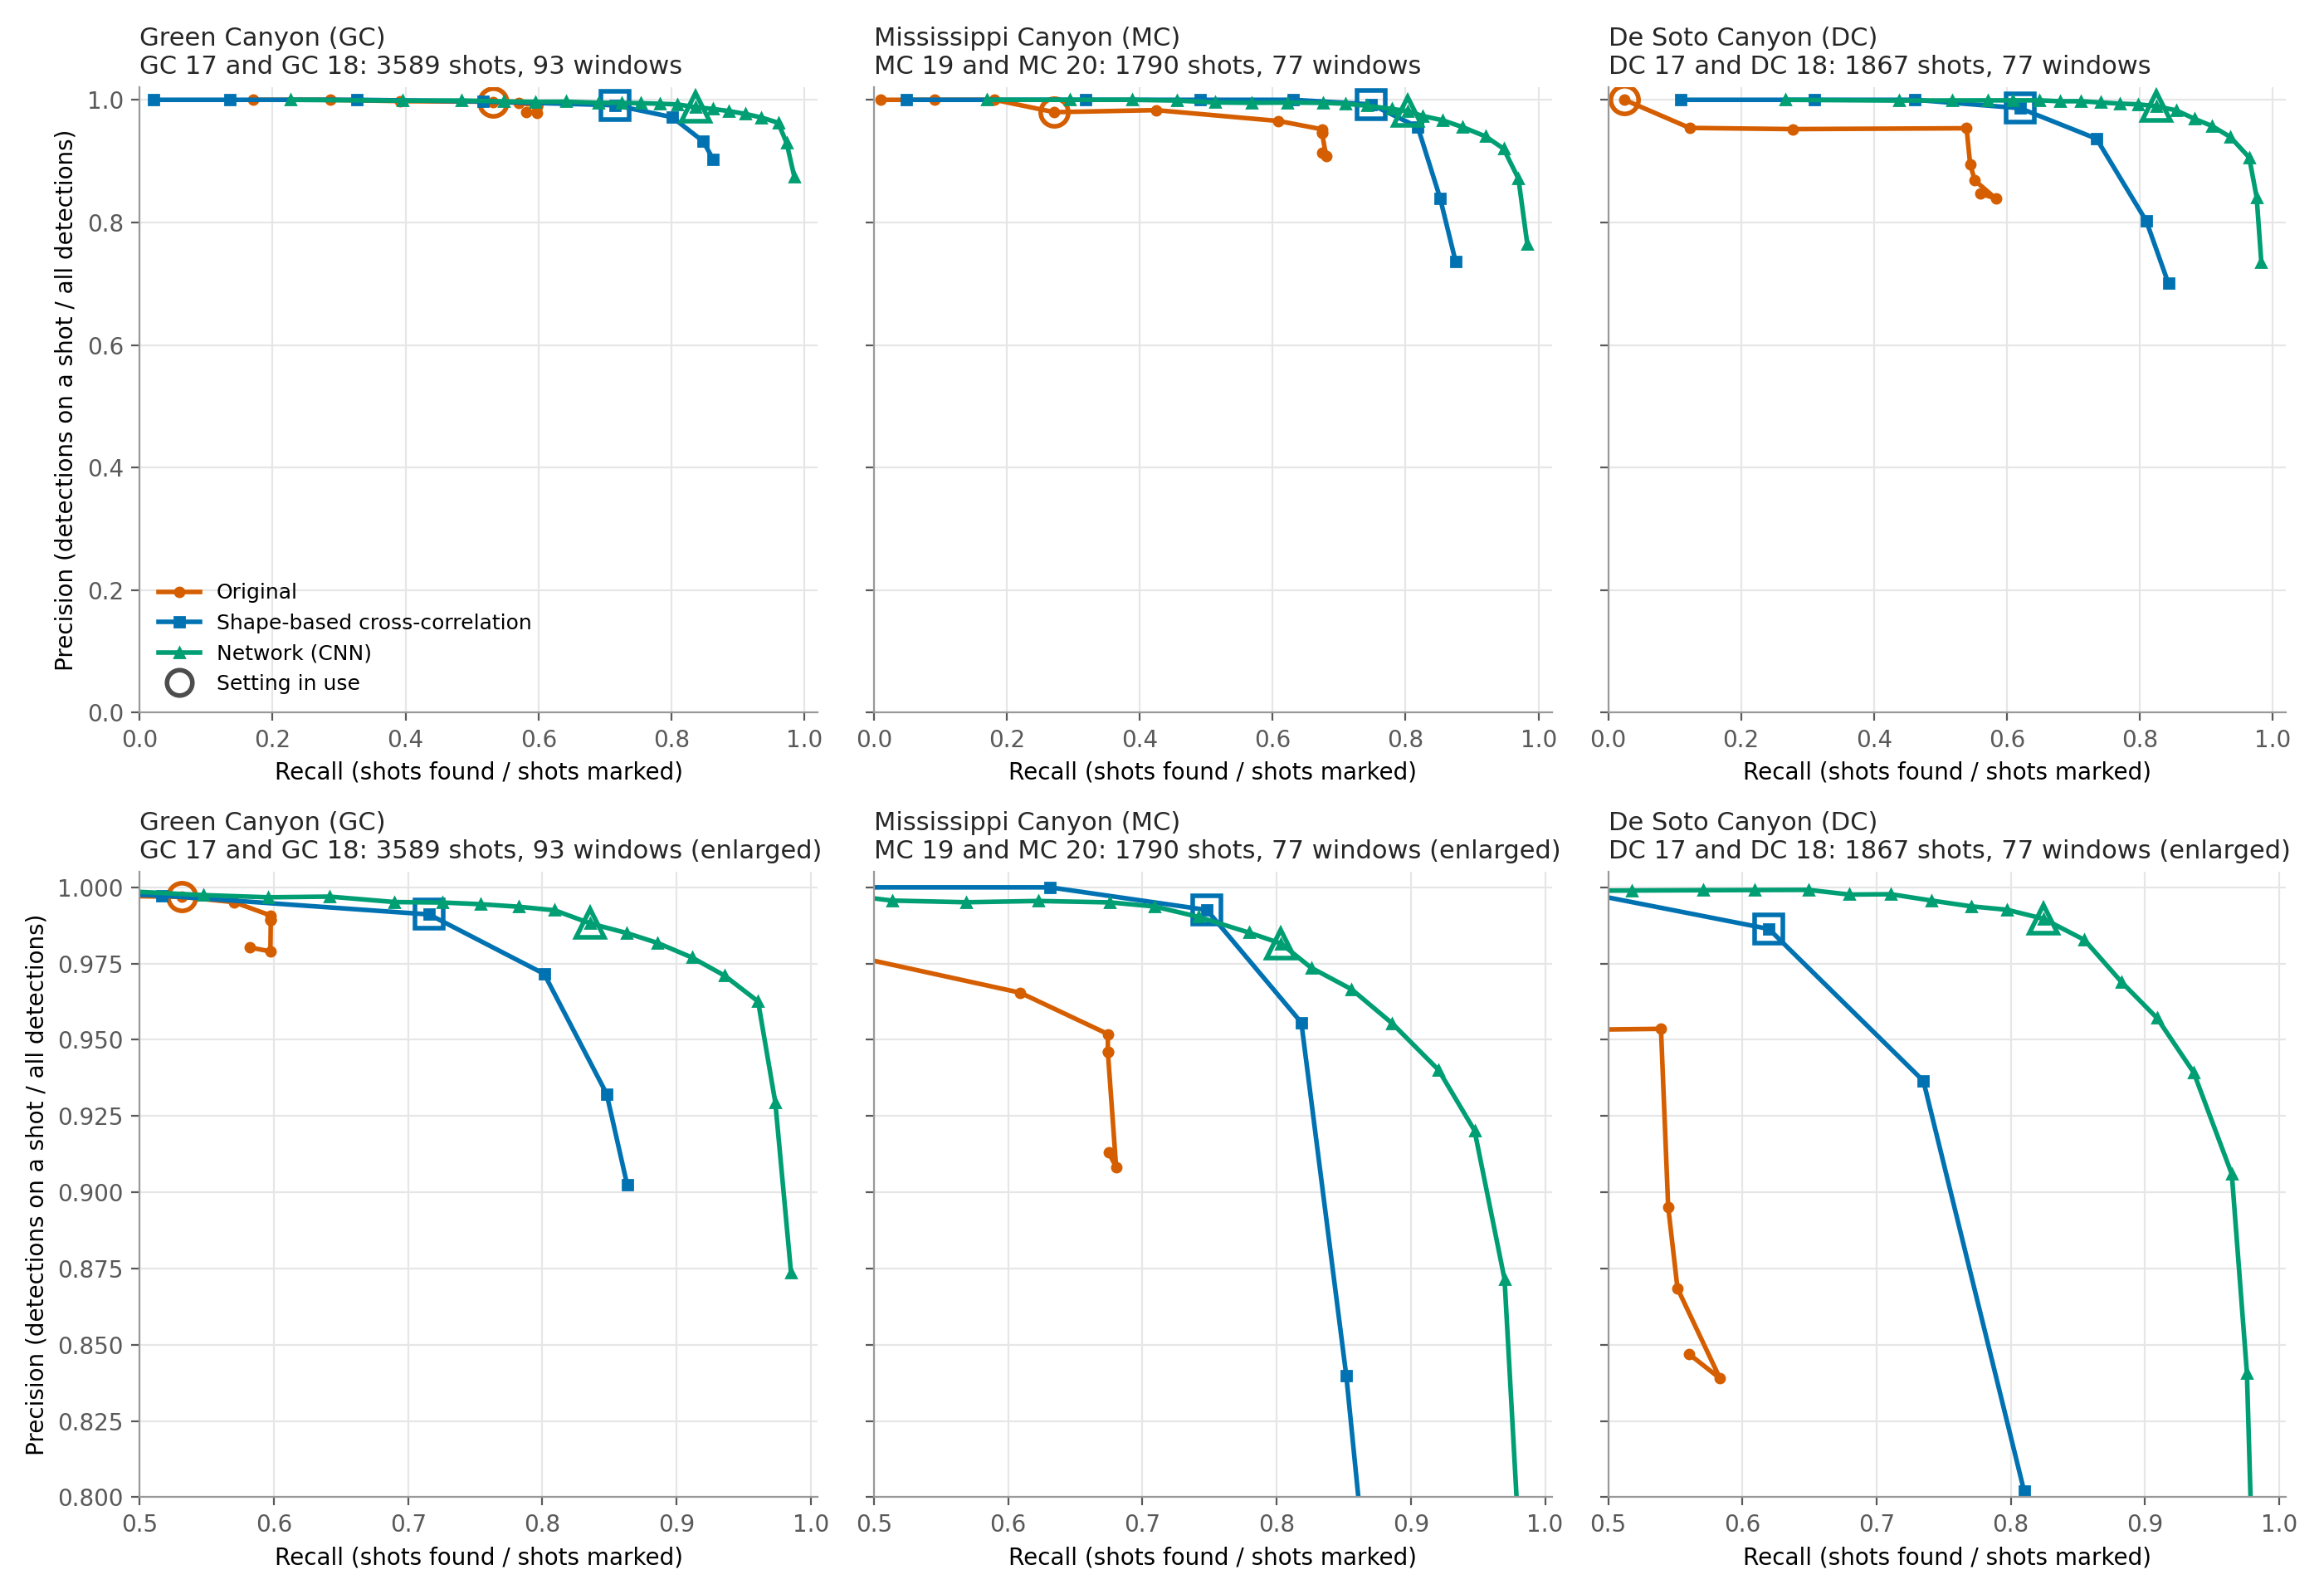 Green Canyon (GC)
GC 17 and GC 18: 3589 shots, 93 windows
Mississippi Canyon (MC)
MC 19 and MC 20: 1790 shots, 77 windows
De Soto Canyon (DC)
DC 17 and DC 18: 1867 shots, 77 windows
Precision (detections on a shot / all detections)
1.0
0.8
0.6
0.4
0.2
0.0
Original
Shape-based cross-correlation
Network (CNN)
Setting in use
0.0 0.2 0.4 0.6 0.8 1.0
0.0 0.2 0.4 0.6 0.8 1.0
0.0 0.2 0.4 0.6 0.8 1.0
Recall (shots found / shots marked)
Recall (shots found / shots marked)
Recall (shots found / shots marked)
Green Canyon (GC)
GC 17 and GC 18: 3589 shots, 93 windows (enlarged)
Mississippi Canyon (MC)
MC 19 and MC 20: 1790 shots, 77 windows (enlarged)
De Soto Canyon (DC)
DC 17 and DC 18: 1867 shots, 77 windows (enlarged)
Precision (detections on a shot / all detections)
1.000
0.975
0.950
0.925
0.900
0.875
0.850
0.825
0.800
0.5 0.6 0.7 0.8 0.9 1.0
0.5 0.6 0.7 0.8 0.9 1.0
0.5 0.6 0.7 0.8 0.9 1.0
Recall (shots found / shots marked)
Recall (shots found / shots marked)
Recall (shots found / shots marked)